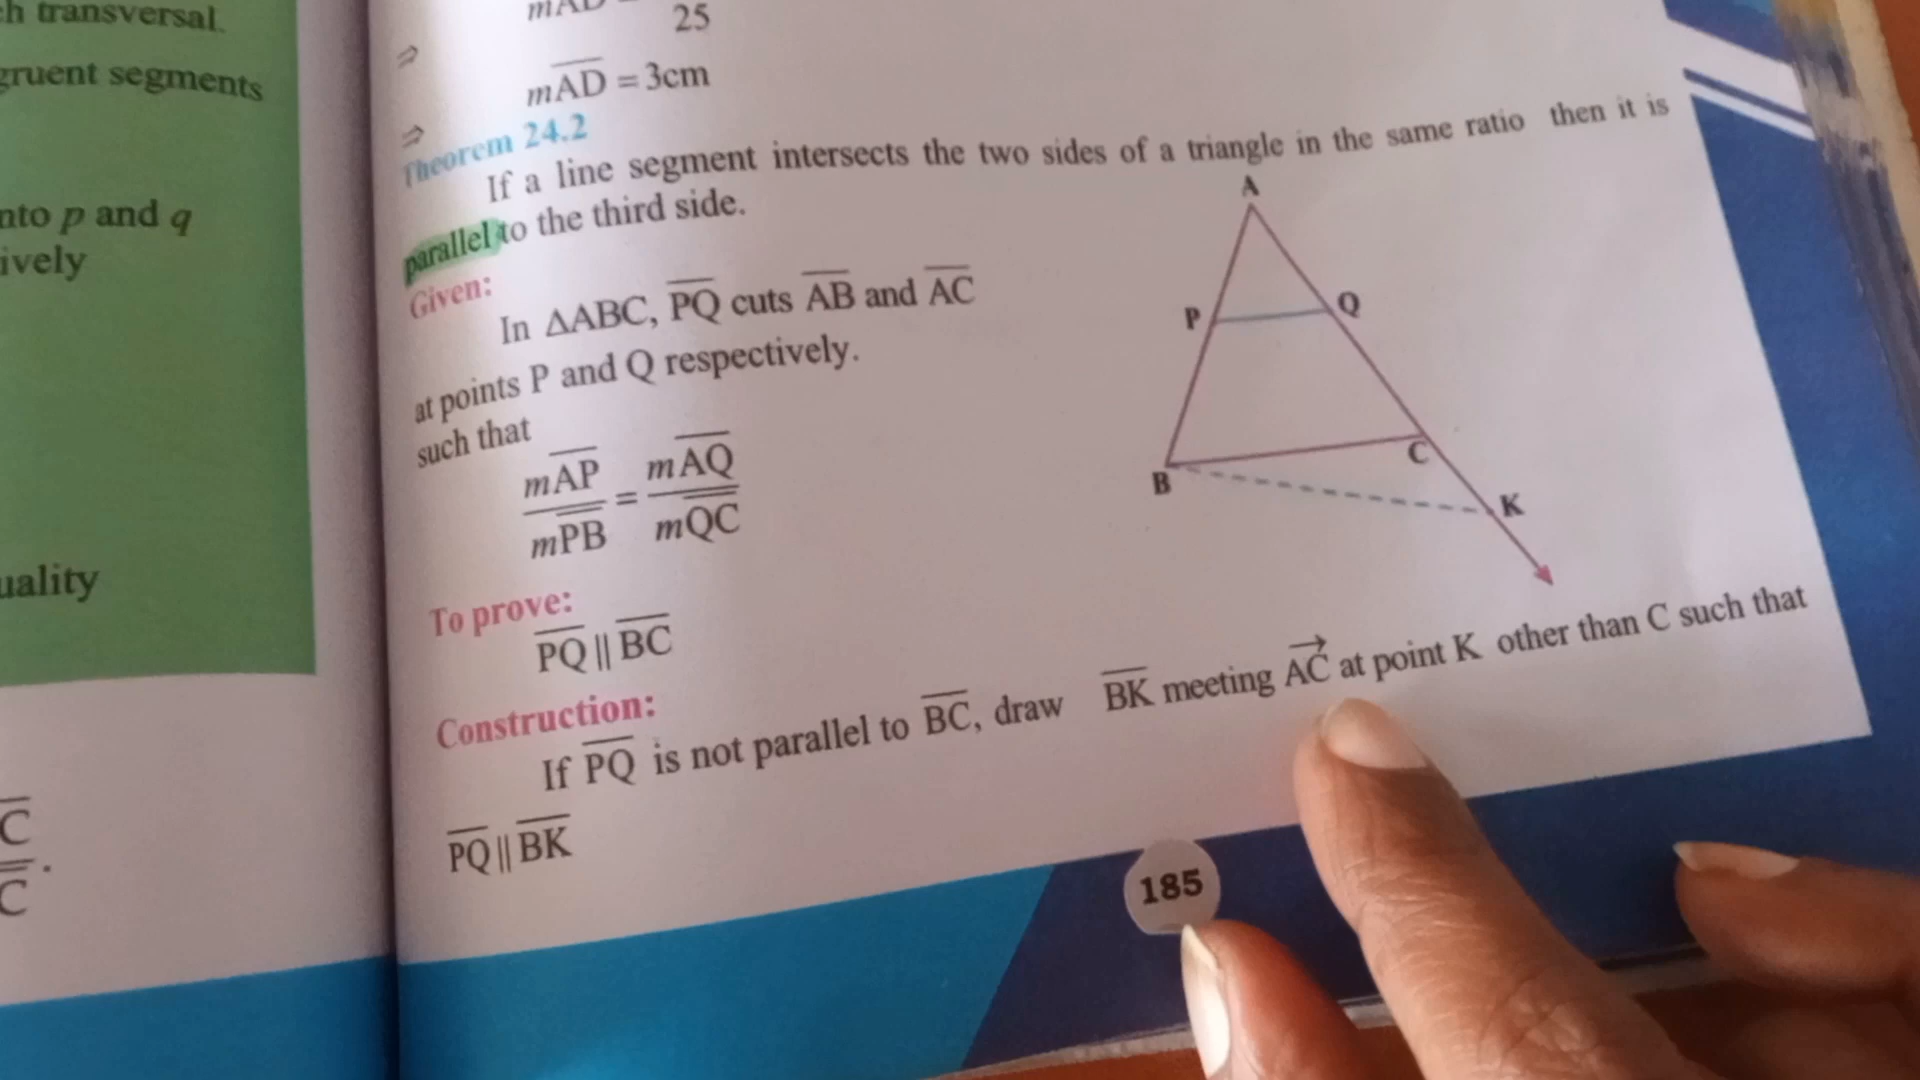 ch transversal.
gruent segments
nto p and q
ively
uality
C
C.
mAD =
25
⇒
mAD = 3cm
⇒
Theorem 24.2
If a line segment intersects the two sides of a triangle in the same ratio then it is
parallel to the third side.
Given:
In ΔABC, PQ cuts AB and AC
at points P and Q respectively.
such that
mAP/mPB = mAQ/mQC
To prove:
PQ || BC
Construction:
If PQ is not parallel to BC, draw BK meeting AC at point K other than C such that
PQ || BK
A
P
Q
B
C
K
185